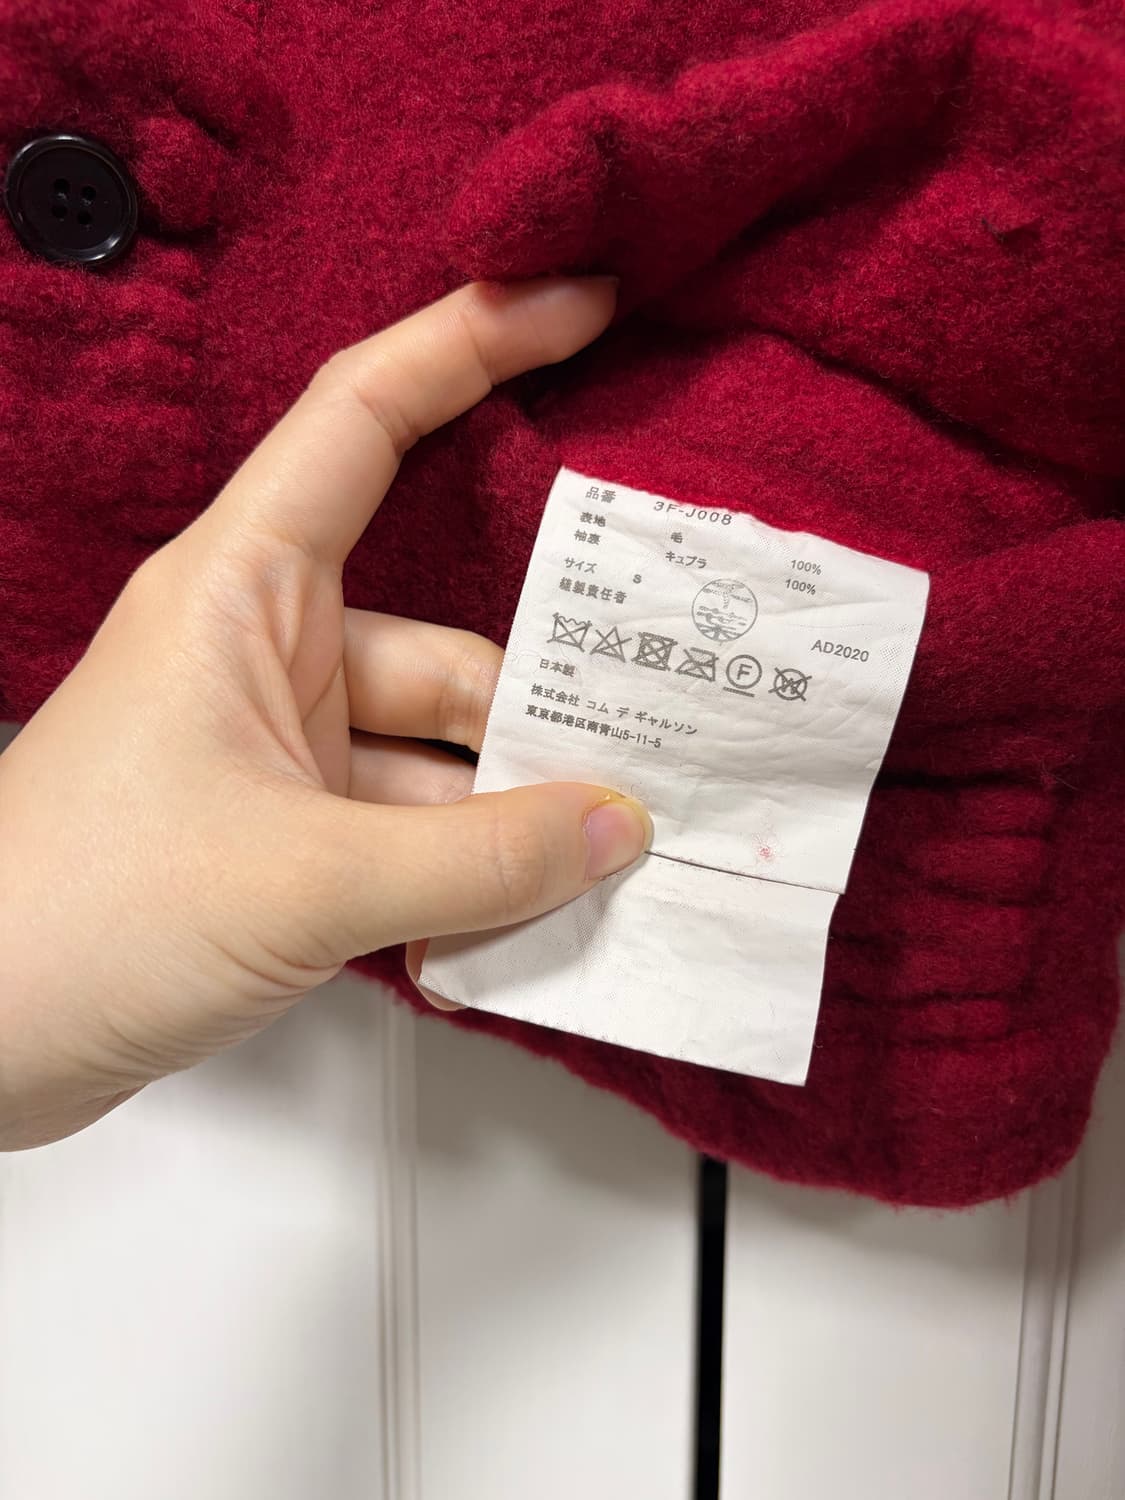 品番 3F-J008
表地 毛 100%
袖裏 キュプラ 100%
サイズ S
縫製責任者
AD2020
F
W
日本製
株式会社 コム デ ギャルソン
東京都港区南青山5-11-5